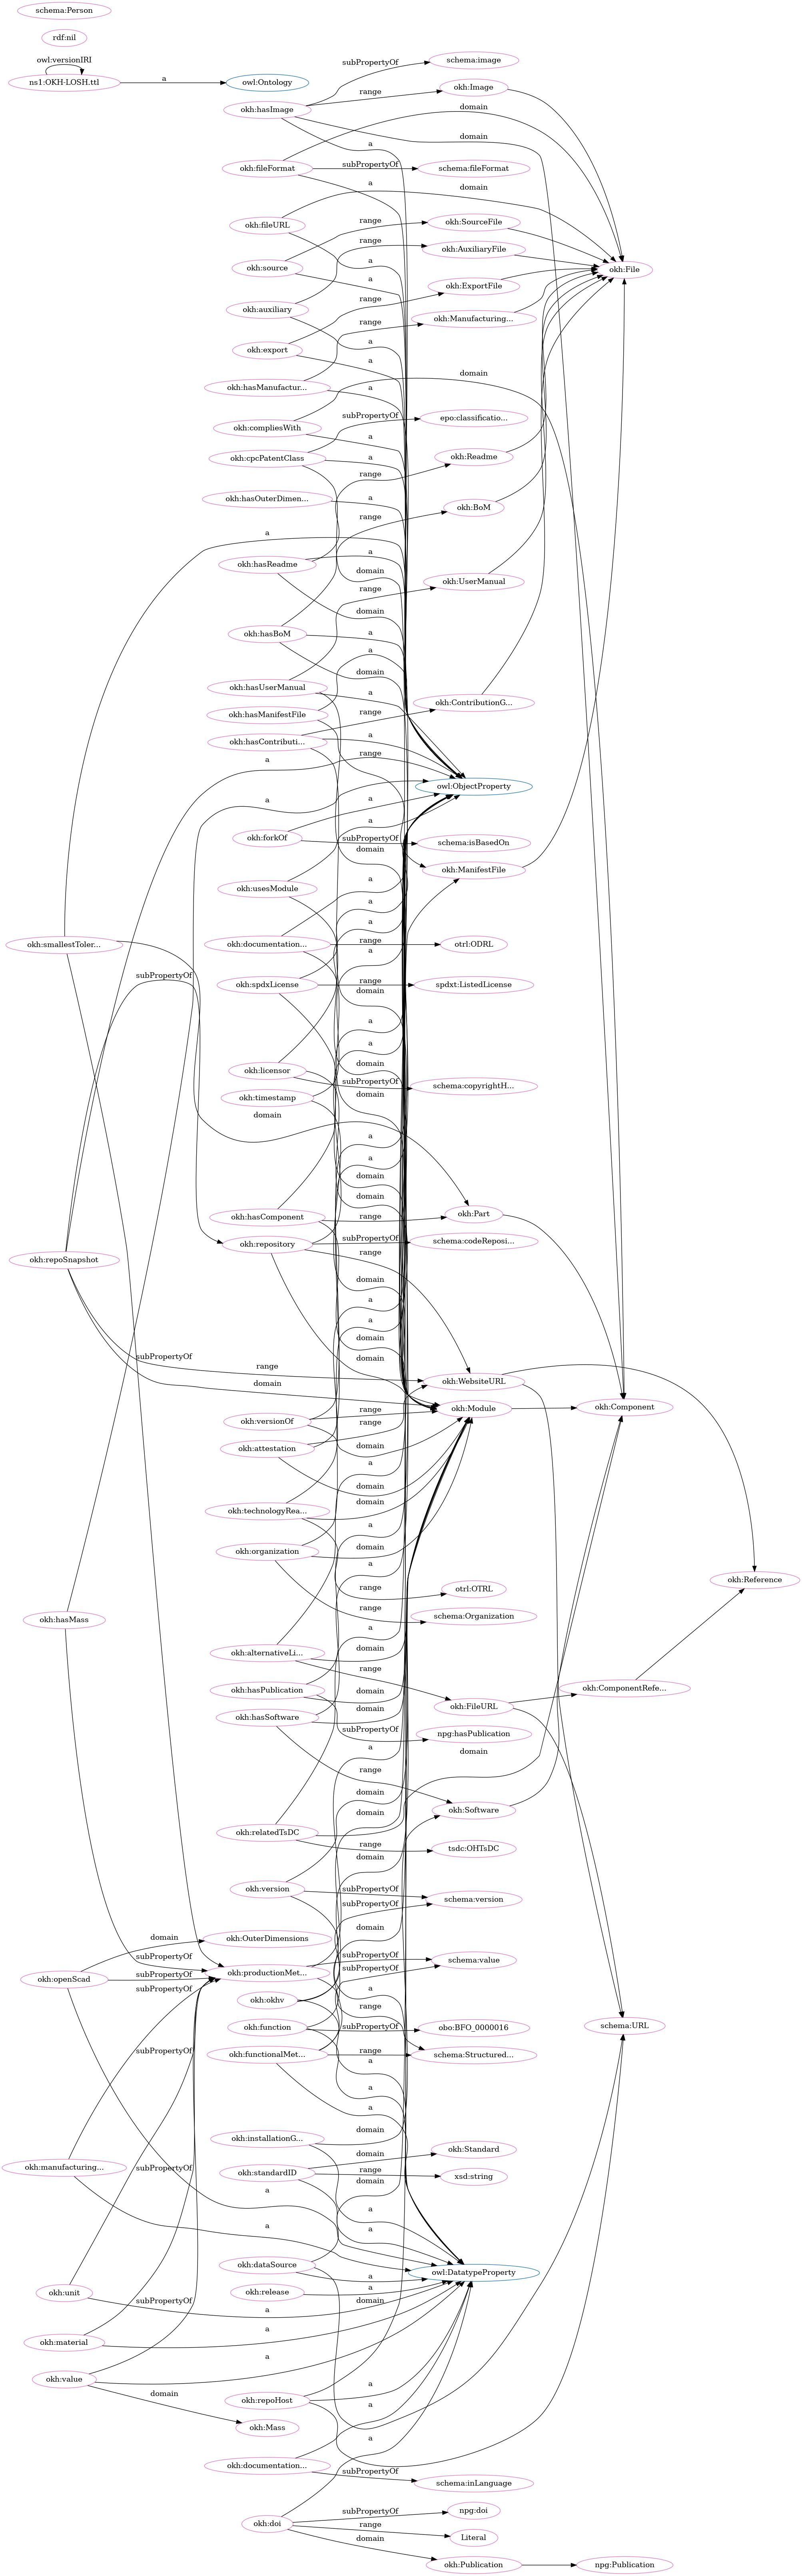 schema:Person
rdf:nil
owl:versionIRI
ns1:OKH-LOSH.ttl
a
owl:Ontology
subPropertyOf
schema:image
okh:hasImage
range
okh:Image
domain
domain
a
okh:fileFormat
subPropertyOf
schema:fileFormat
a
domain
okh:fileURL
range
okh:SourceFile
range
okh:AuxiliaryFile
a
okh:source
okh:File
a
okh:ExportFile
range
okh:auxiliary
range
okh:Manufacturing...
a
okh:export
a
domain
okh:hasManufactur...
a
subPropertyOf
epo:classificatio...
okh:compliesWith
a
okh:cpcPatentClass
a
okh:Readme
range
okh:hasOuterDimen...
a
okh:BoM
range
a
a
okh:hasReadme
domain
okh:UserManual
range
domain
okh:hasBoM
a
a
domain
okh:hasUserManual
a
okh:ContributionG...
range
okh:hasManifestFile
okh:hasContributi...
a
a
range
owl:ObjectProperty
a
a
okh:forkOf
subPropertyOf
schema:isBasedOn
a
domain
okh:ManifestFile
a
okh:usesModule
okh:smallestToler...
okh:documentation...
range
otrl:ODRL
a
a
subPropertyOf
okh:spdxLicense
range
spdxt:ListedLicense
domain
a
a
domain
okh:licensor
subPropertyOf
schema:copyrightH...
domain
okh:timestamp
domain
a
a
domain
domain
okh:hasComponent
range
okh:Part
okh:repository
subPropertyOf
schema:codeReposi...
range
okh:repoSnapshot
domain
a
a
domain
subPropertyOf
domain
range
okh:WebsiteURL
domain
okh:Module
okh:Component
range
okh:versionOf
range
domain
okh:attestation
a
domain
okh:technologyRea...
domain
a
okh:organization
domain
okh:Reference
a
range
otrl:OTRL
range
schema:Organization
okh:hasMass
a
domain
okh:alternativeLi...
range
okh:ComponentRefe...
okh:hasPublication
domain
okh:FileURL
domain
okh:hasSoftware
subPropertyOf
npg:hasPublication
a
domain
range
domain
okh:Software
domain
okh:relatedTsDC
range
tsdc:OHTsDC
domain
okh:version
subPropertyOf
schema:version
subPropertyOf
domain
domain
okh:OuterDimensions
subPropertyOf
subPropertyOf
schema:value
subPropertyOf
okh:openScad
subPropertyOf
okh:productionMet...
a
subPropertyOf
okh:okhv
range
okh:function
subPropertyOf
obo:BFO_0000016
schema:URL
subPropertyOf
okh:functionalMet...
range
schema:Structured...
a
a
okh:installationG...
domain
domain
okh:Standard
okh:manufacturing...
subPropertyOf
okh:standardID
range
xsd:string
domain
a
a
a
a
okh:dataSource
a
owl:DatatypeProperty
okh:unit
a
okh:release
a
subPropertyOf
domain
okh:material
a
a
okh:value
domain
a
okh:repoHost
okh:Mass
a
a
okh:documentation...
subPropertyOf
schema:inLanguage
subPropertyOf
npg:doi
okh:doi
range
Literal
domain
okh:Publication
npg:Publication